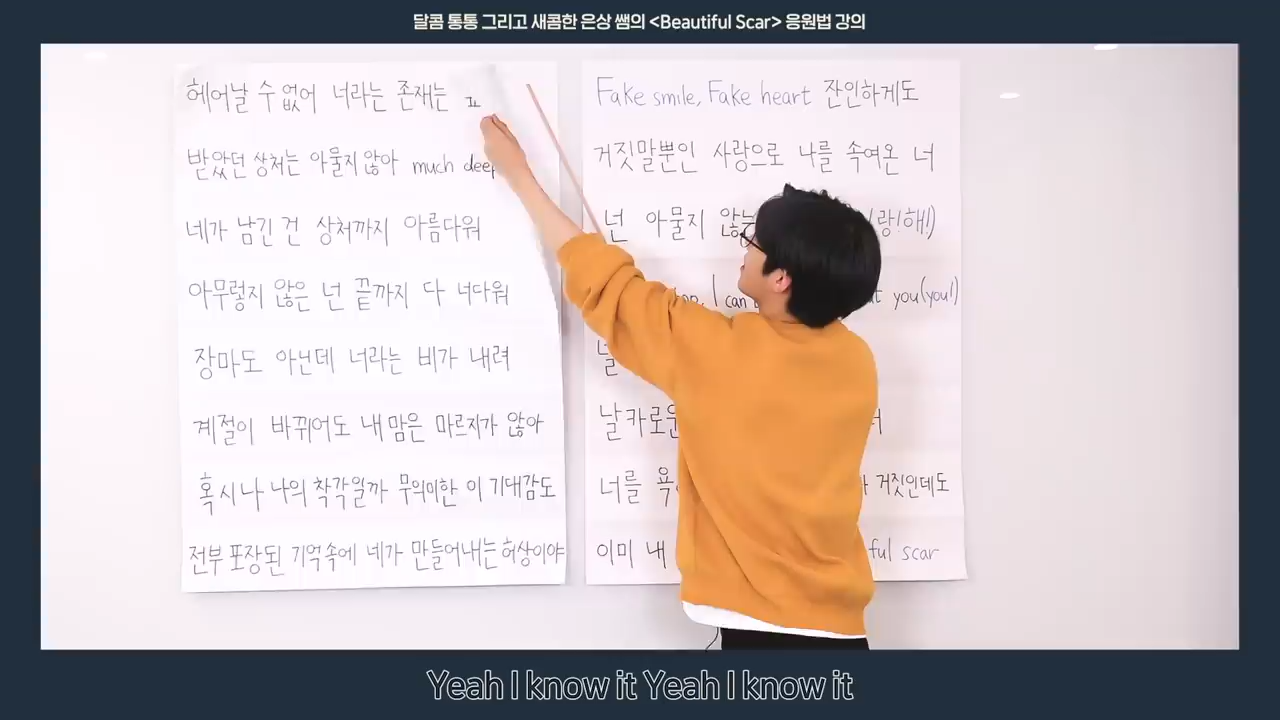 달콤 통통 그리고 새콤한 은상 쌤의 <Beautiful Scar> 응원법 강의
헤어날 수 없어 너라는 존재는
받았던 상처는 아물지 않아 much deep
네가 남긴 건 상처까지 아름다워
아무렇지 않은 넌 끝까지 다 너다워
장마도 아닌데 너라는 비가 내려
계절이 바뀌어도 내 맘은 마르지가 않아
혹시나 나의 착각일까 무의미한 이 기대감도
전부 포장된 기억속에 네가 만들어내는 허상이야
Fake smile, Fake heart 잔인하게도
거짓말뿐인 사랑으로 나를 속여온 너
넌 아물지 않는 랑!해!)
I can you(you!)
널
날카로운
너를 거짓인데도
이미 내 scar
Yeah I know it Yeah I know it